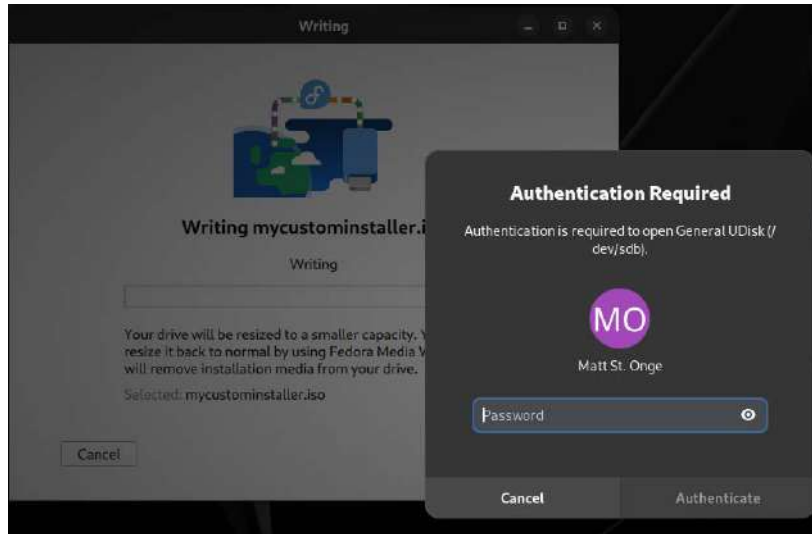 Writing
Writing mycustominstaller.i
Writing
Your drive will be resized to a smaller capacity.
resize it back to normal by using Fedora Media
will remove installation media from your drive.
Selected: mycustominstaller.iso
Cancel
Authentication Required
Authentication is required to open General UDisk (/
dev/sdb).
MO
Matt St. Onge
Password
Cancel
Authenticate